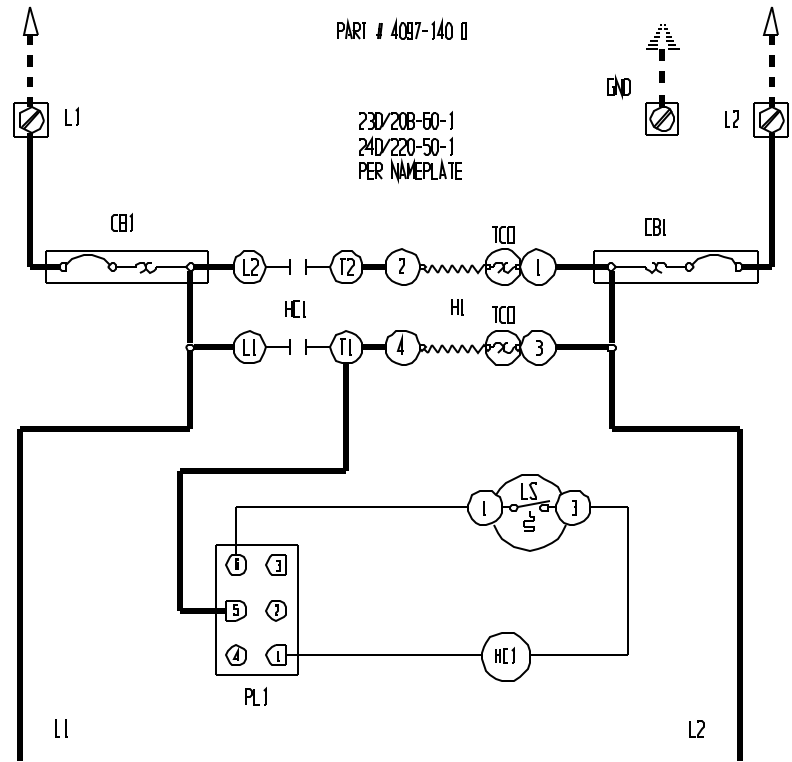 PART # 4097-140 D
GND
L1
L2
230/208-60-1
240/220-50-1
PER NAMEPLATE
CB1
TCO
CB1
L2
T2
2
1
HC1
H1
TCO
L1
T1
4
3
LS
1
3
6
3
5
2
4
1
HC1
PL1
L1
L2